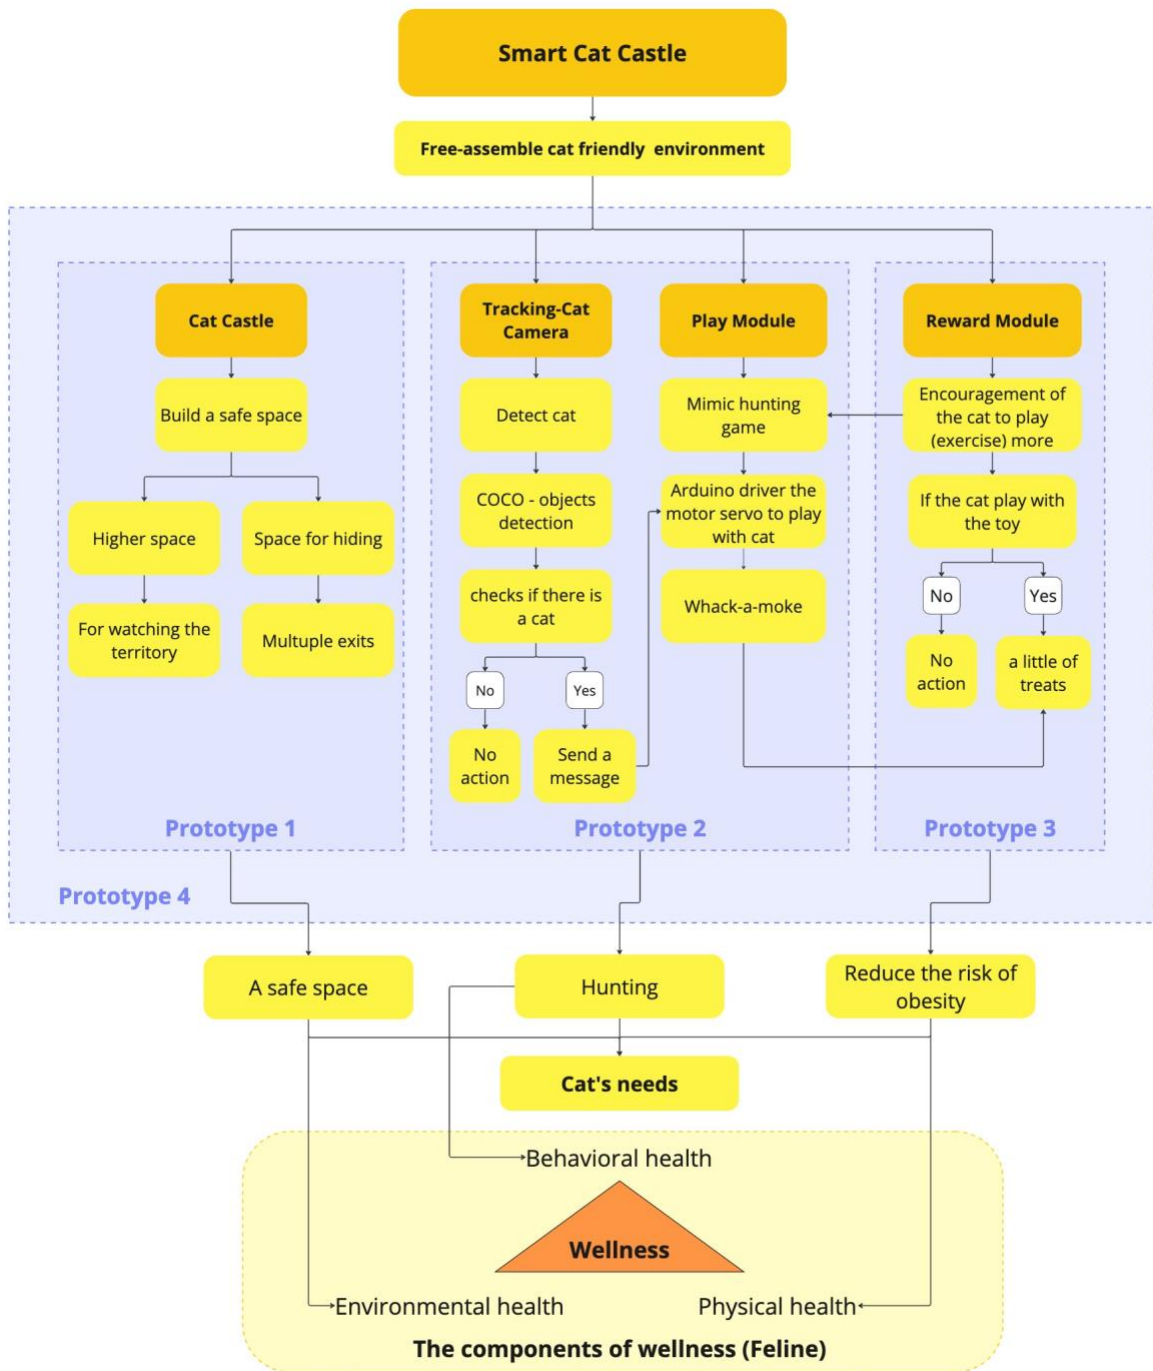 Smart Cat Castle
Free-assemble cat friendly environment
Cat Castle
Build a safe space
Higher space
Space for hiding
For watching the
territory
Multuple exits
Prototype 1
Tracking-Cat
Camera
Detect cat
COCO - objects
detection
checks if there is
a cat
No
Yes
No
action
Send a
message
Play Module
Mimic hunting
game
Arduino driver the
motor servo to play
with cat
Whack-a-moke
Prototype 2
Reward Module
Encouragement of
the cat to play
(exercise) more
If the cat play with
the toy
No
Yes
No
action
a little of
treats
Prototype 3
Prototype 4
A safe space
Hunting
Reduce the risk of
obesity
Cat's needs
Behavioral health
Wellness
Environmental health
Physical health
The components of wellness (Feline)